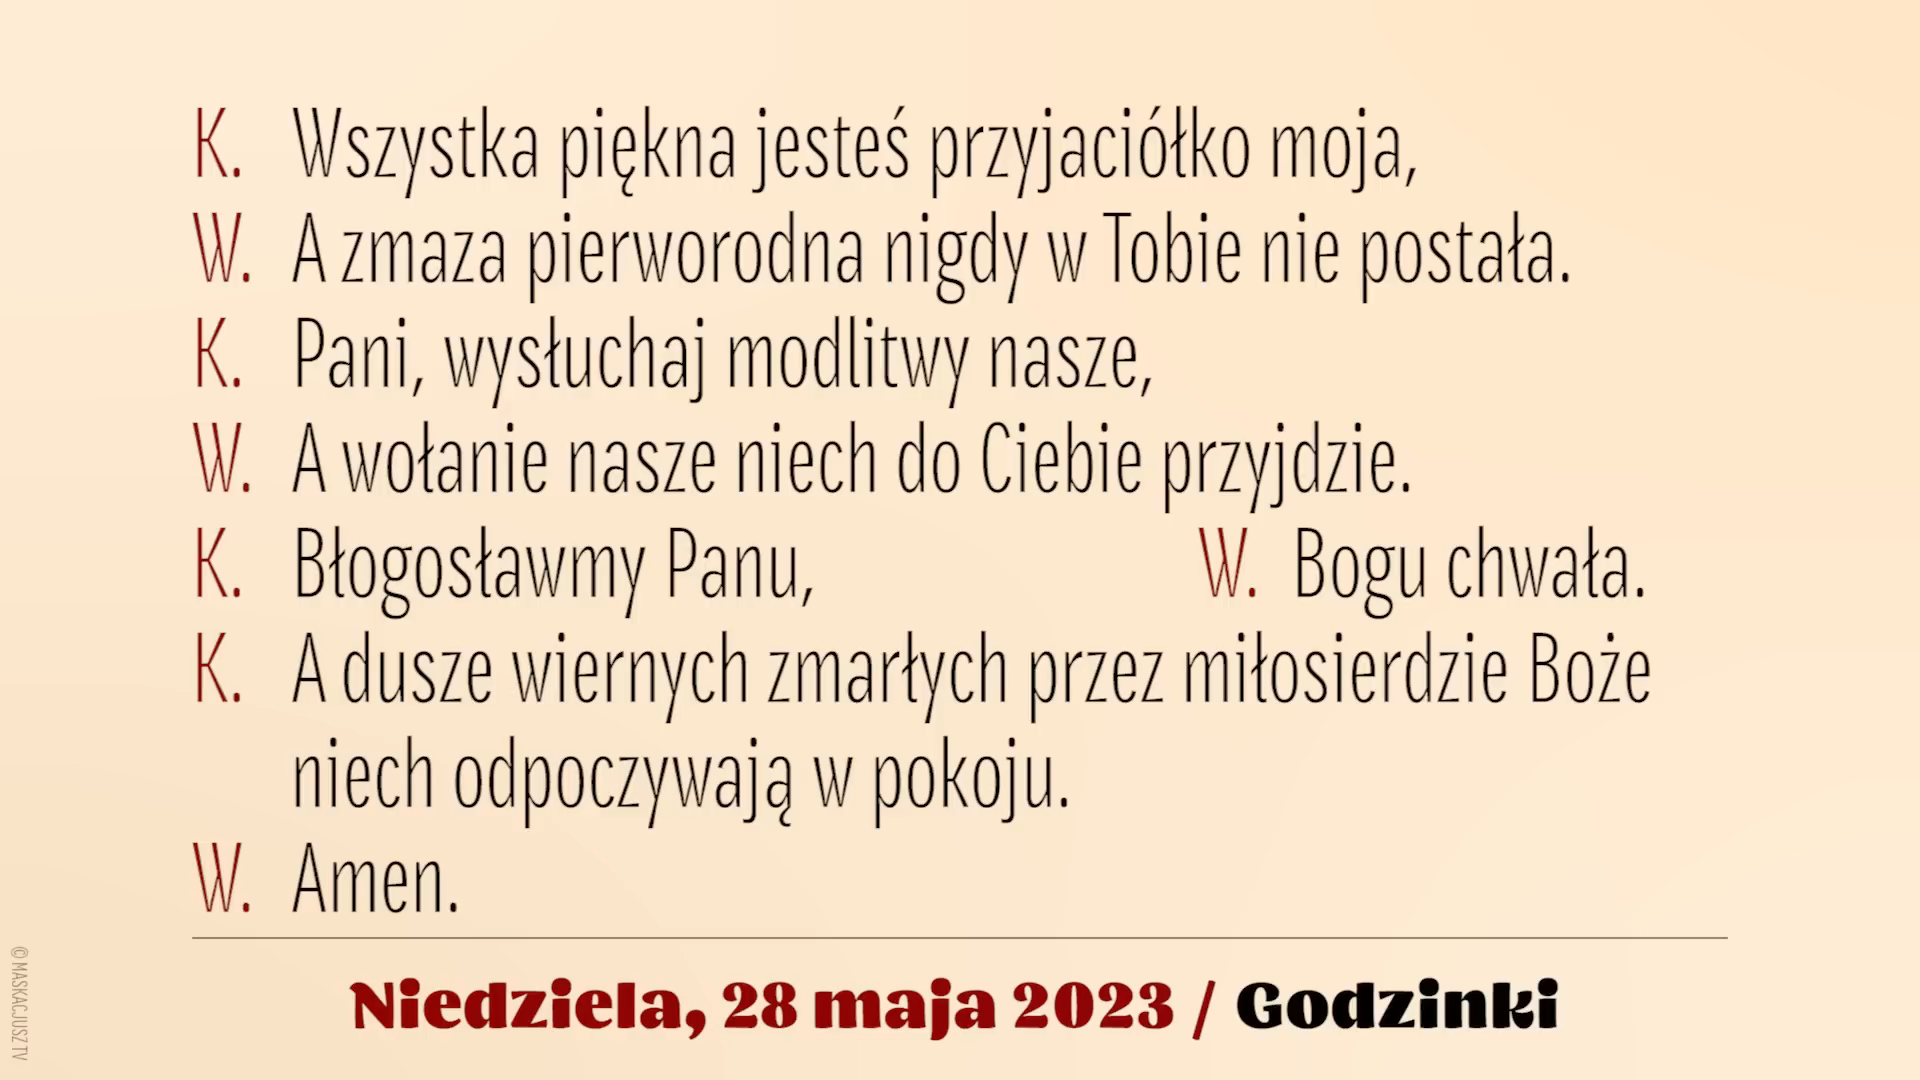 K. Wszystka piękna jesteś przyjaciółko moja,
W. A zmaza pierworodna nigdy w Tobie nie postała.
K. Pani, wysłuchaj modlitwy nasze,
W. A wołanie nasze niech do Ciebie przyjdzie.
K. Błogosławmy Panu, W. Bogu chwała.
K. A dusze wiernych zmarłych przez miłosierdzie Boże
niech odpoczywają w pokoju.
W. Amen.
Niedziela, 28 maja 2023 / Godzinki
© MASKACJUSZ TV